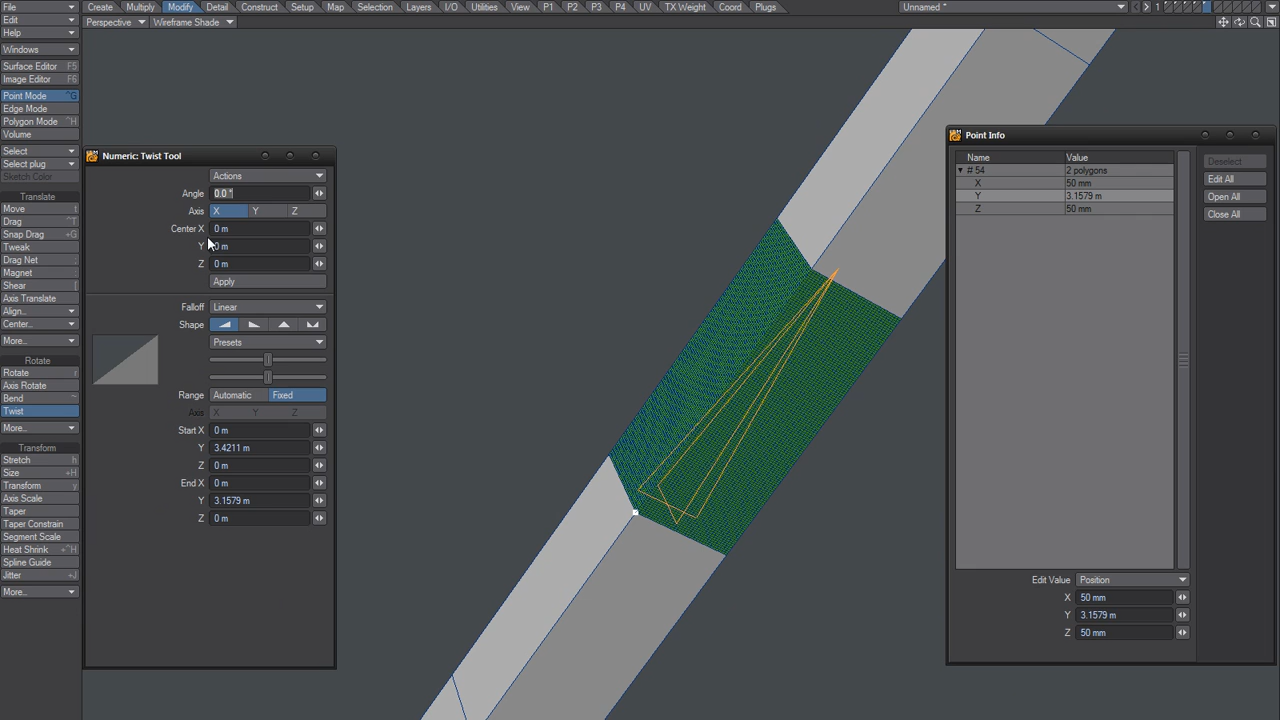 File Create Multiply Modify Detail Construct Setup Map Selection Layers I/O Utilities View P1 P2 P3 P4 UV TX Weight Coord Plugs Unnamed * 1
Edit Perspective Wireframe Shade
Help
Windows
Surface Editor F5
Image Editor F6
Point Mode ^G
Edge Mode
Polygon Mode ^H
Volume
Select
Select plug
Sketch Color
Translate
Move t
Drag ^T
Snap Drag +G
Tweak
Drag Net
Magnet :
Shear [
Axis Translate
Align...
Center...
More...
Rotate
Rotate r
Axis Rotate
Bend ~
Twist
More...
Transform
Stretch h
Size +H
Transform y
Axis Scale
Taper
Taper Constrain
Segment Scale
Heat Shrink +^H
Spline Guide
Jitter +J
More...
Numeric: Twist Tool
Actions
Angle 0.0 °
Axis X Y Z
Center X 0 m
Y 0 m
Z 0 m
Apply
Falloff Linear
Shape
Presets
Range Automatic Fixed
Axis X Y Z
Start X 0 m
Y 3.4211 m
Z 0 m
End X 0 m
Y 3.1579 m
Z 0 m
Point Info
Name Value
# 54 2 polygons
X 50 mm
Y 3.1579 m
Z 50 mm
Deselect
Edit All
Open All
Close All
Edit Value Position
X 50 mm
Y 3.1579 m
Z 50 mm